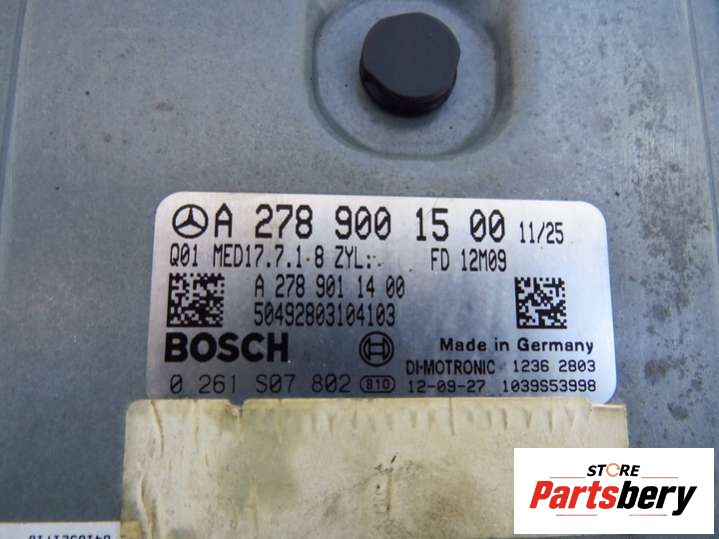 A 278 900 15 00 11/25
Q01 MED17.7.1·8 ZYL: FD 12M09
A 278 901 14 00
50492803104103
BOSCH
Made in Germany
DI-MOTRONIC 1236 2803
0 261 S07 802 810 12-09-27 1039S53998
STORE
Partsbery